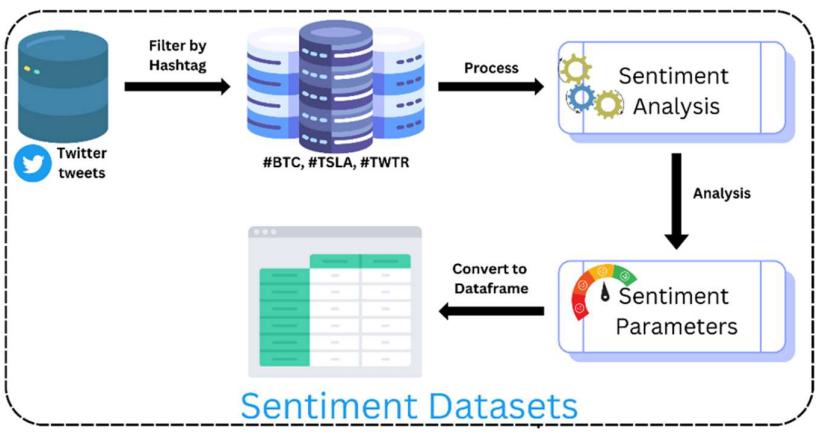 Filter by
Hashtag
Process
Sentiment
Analysis
Twitter
tweets
#BTC, #TSLA, #TWTR
Analysis
Convert to
Dataframe
Sentiment
Parameters
Sentiment Datasets